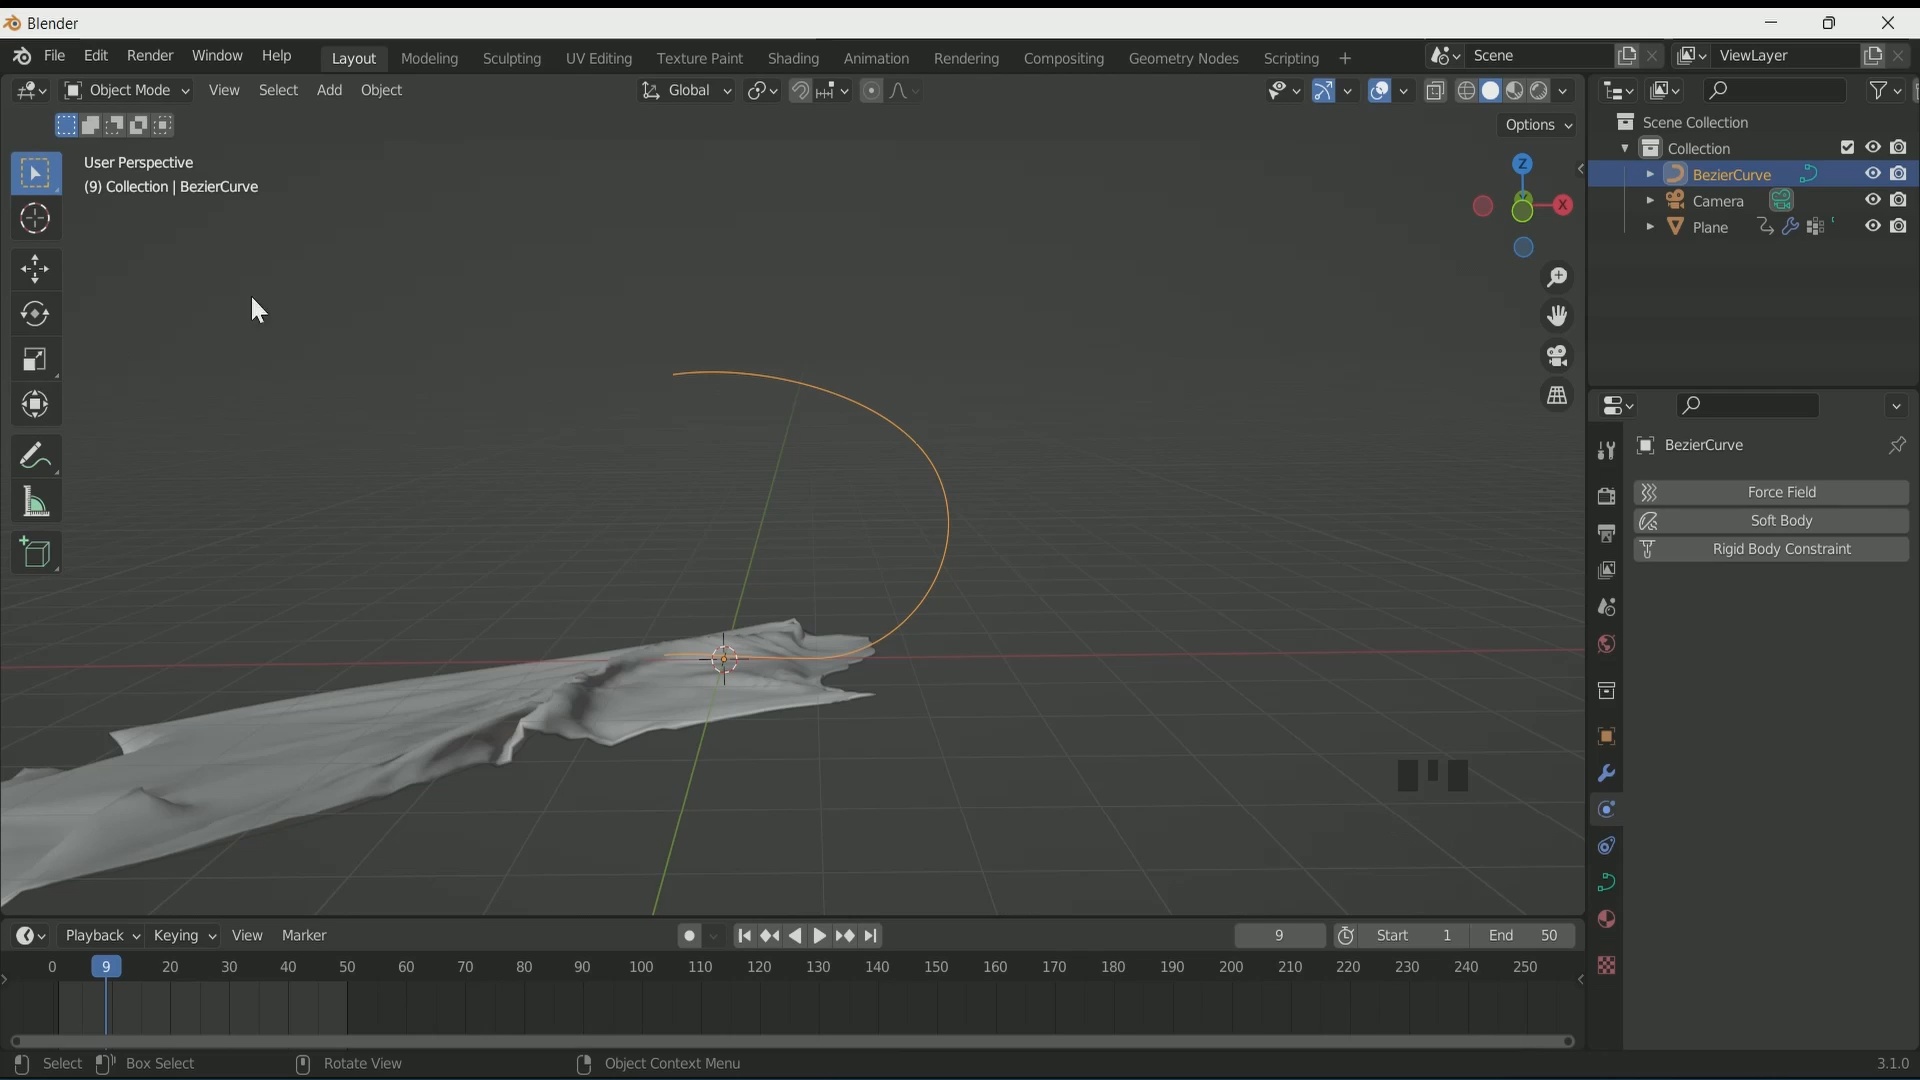 Blender
File Edit Render Window Help Layout Modeling Sculpting UV Editing Texture Paint Shading Animation Rendering Compositing Geometry Nodes Scripting + Scene ViewLayer
Object Mode View Select Add Object Global
Options
User Perspective
(9) Collection | BezierCurve
Z
X
Scene Collection
Collection
BezierCurve
Camera
Plane
BezierCurve
Force Field
Soft Body
Rigid Body Constraint
Playback Keying View Marker 9 Start 1 End 50
0 9 20 30 40 50 60 70 80 90 100 110 120 130 140 150 160 170 180 190 200 210 220 230 240 250
Select Box Select Rotate View Object Context Menu 3.1.0